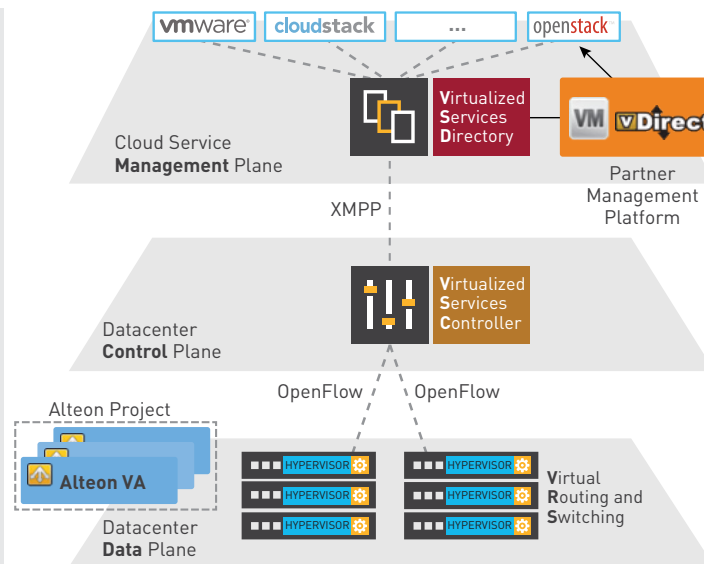 vmware
cloudstack
...
openstack
Virtualized
Services
Directory
VM vDirect
Cloud Service
Management Plane
Partner
Management
Platform
XMPP
Virtualized
Services
Controller
Datacenter
Control Plane
OpenFlow
OpenFlow
Alteon Project
Alteon VA
HYPERVISOR
HYPERVISOR
HYPERVISOR
HYPERVISOR
HYPERVISOR
HYPERVISOR
Virtual
Routing and
Switching
Datacenter
Data Plane